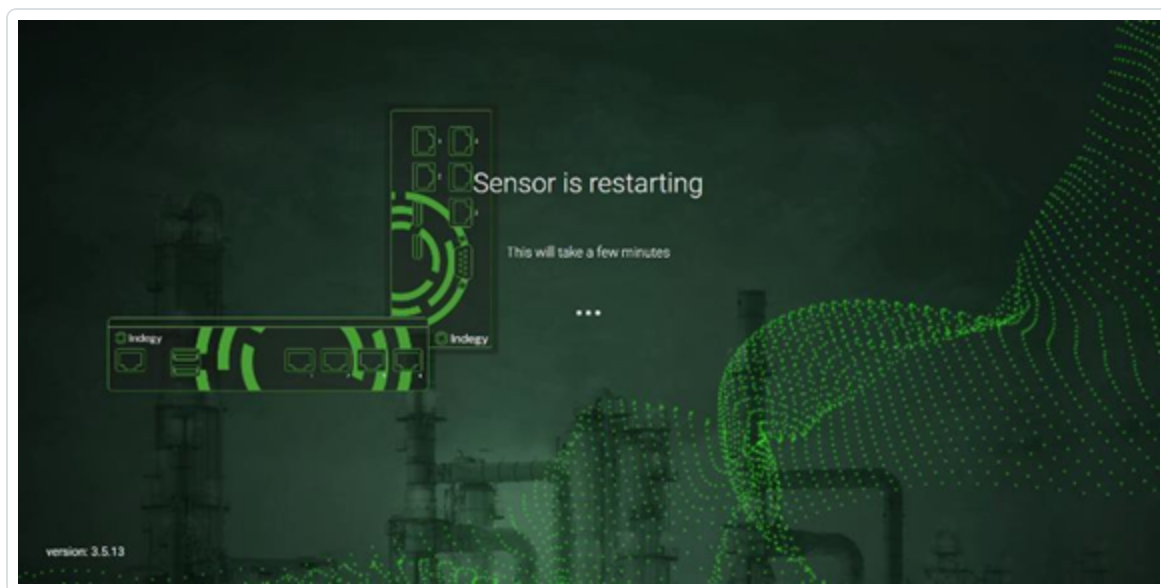 Sensor is restarting
This will take a few minutes
...
Indegy
Indegy
version: 3.5.13